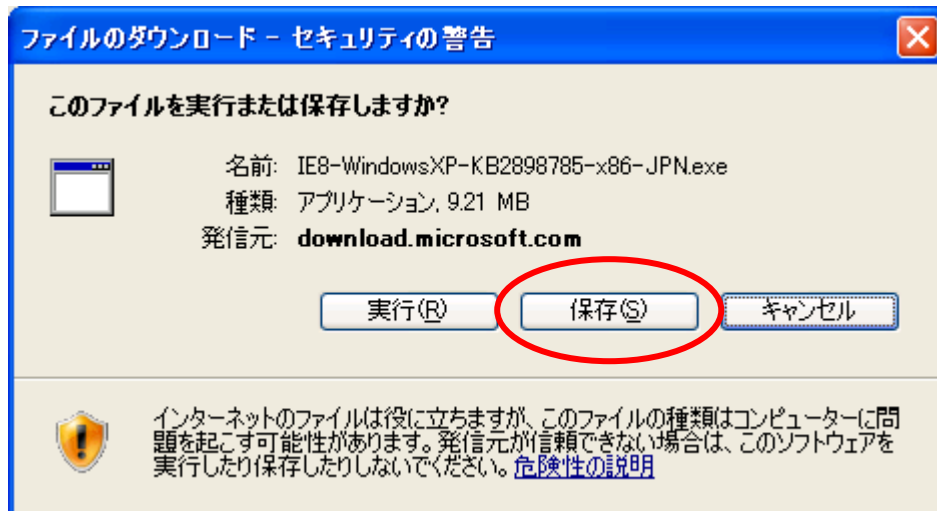 ファイルのダウンロード - セキュリティの警告
このファイルを実行または保存しますか?
名前: IE8-WindowsXP-KB2898785-x86-JPN.exe
種類: アプリケーション, 9.21 MB
発信元: download.microsoft.com
実行(R) 保存(S) キャンセル
インターネットのファイルは役に立ちますが、このファイルの種類はコンピューターに問
題を起こす可能性があります。発信元が信頼できない場合は、このソフトウェアを
実行したり保存したりしないでください。危険性の説明